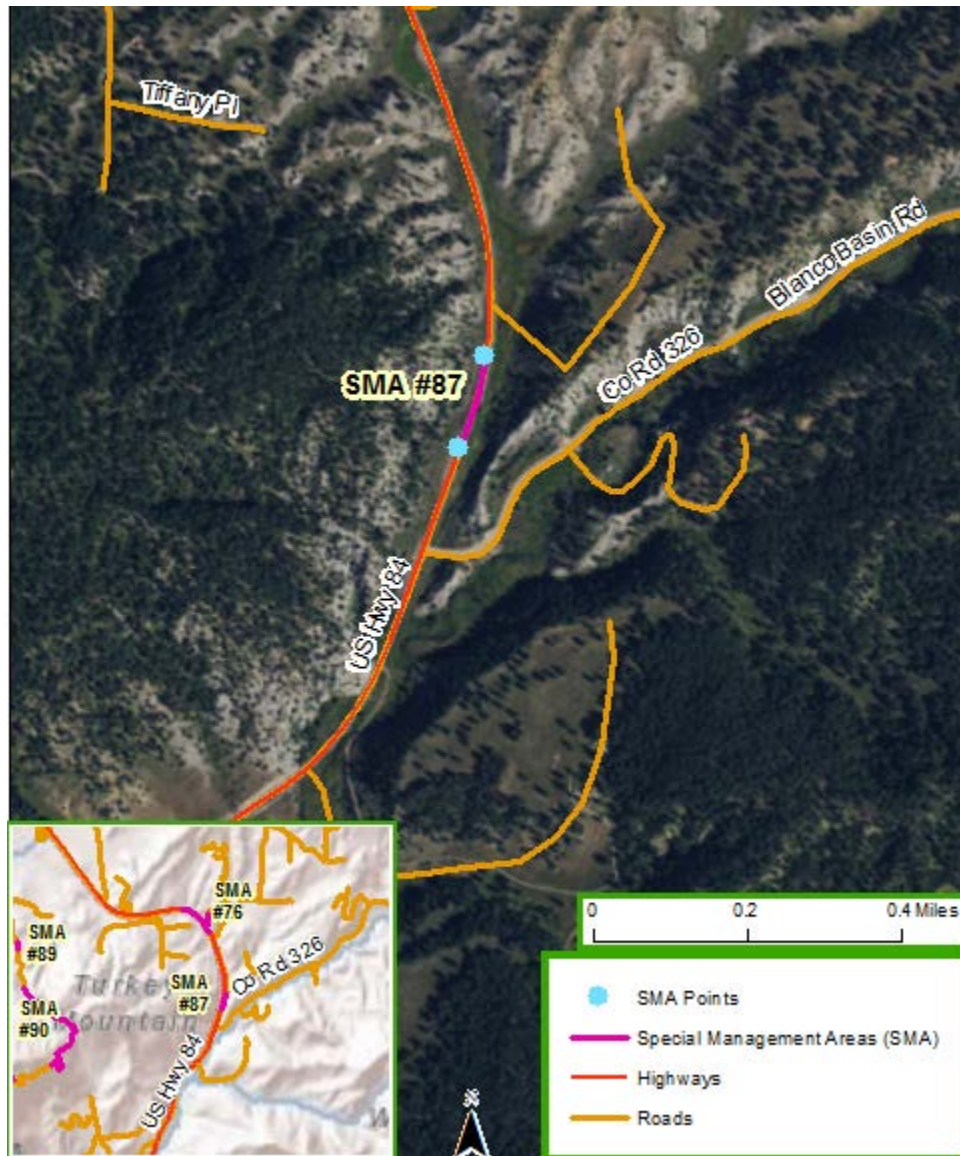 Tiffany Pl
Blanco Basin Rd
SMA #87
Co Rd 326
US Hwy 84
SMA
#76
SMA
#89
Co Rd 326
Turkey
Mountain
SMA
#87
SMA
#90
US Hwy 84
0 0.2 0.4 Miles
SMA Points
Special Management Areas (SMA)
Highways
Roads
N